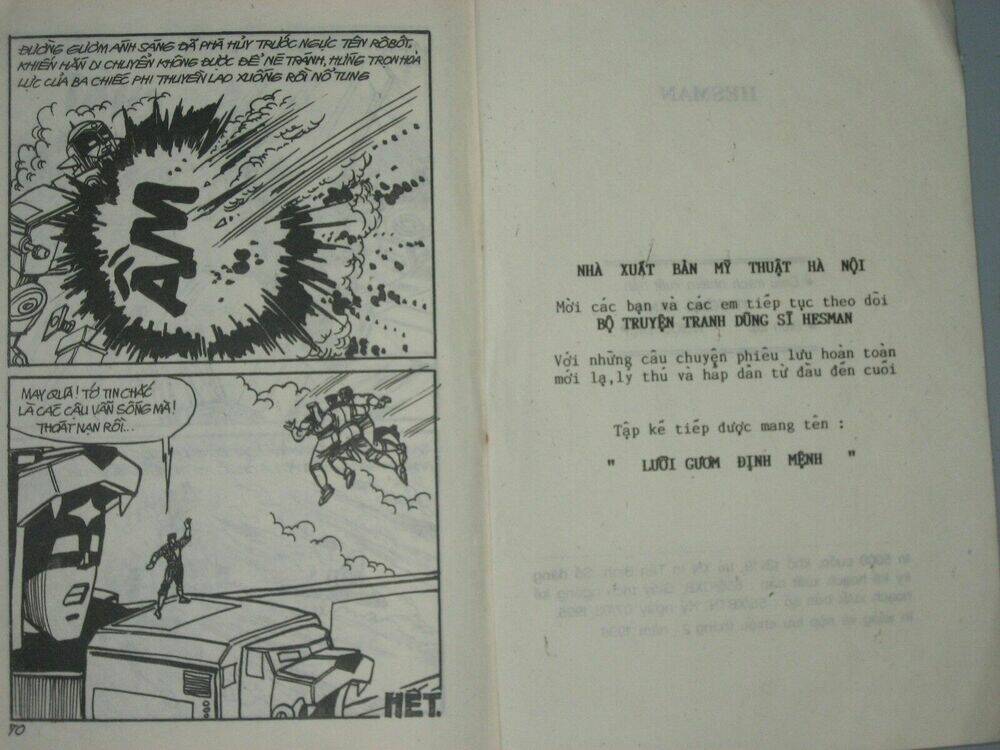 ĐƯỜNG GƯƠM ÁNH SÁNG ĐÃ PHÁ HỦY TRƯỚC NGỰC TÊN RÔBỐT,
KHIẾN HẮN DI CHUYỂN KHÔNG ĐƯỢC ĐỂ NÉ TRÁNH, HỨNG TRỌN HỎA
LỰC CỦA BA CHIẾC PHI THUYỀN LAO XUỐNG RỒI NỔ TUNG
ẦM
MAY QUÁ! TỚ TIN CHẮC
LÀ CÁC CẬU VẪN SỐNG MÀ!
THOÁT NẠN RỒI...
HẾT.
70
HESMAN
NHÀ XUẤT BẢN MỸ THUẬT HÀ NỘI
Mời các bạn và các em tiếp tục theo dõi
BỘ TRUYỆN TRANH DŨNG SĨ HESMAN
Với những câu chuyện phiêu lưu hoàn toàn
mới lạ,lý thú và hấp dẫn từ đầu đến cuối
Tập kế tiếp được mang tên :
" LƯỠI GƯƠM ĐỊNH MỆNH "